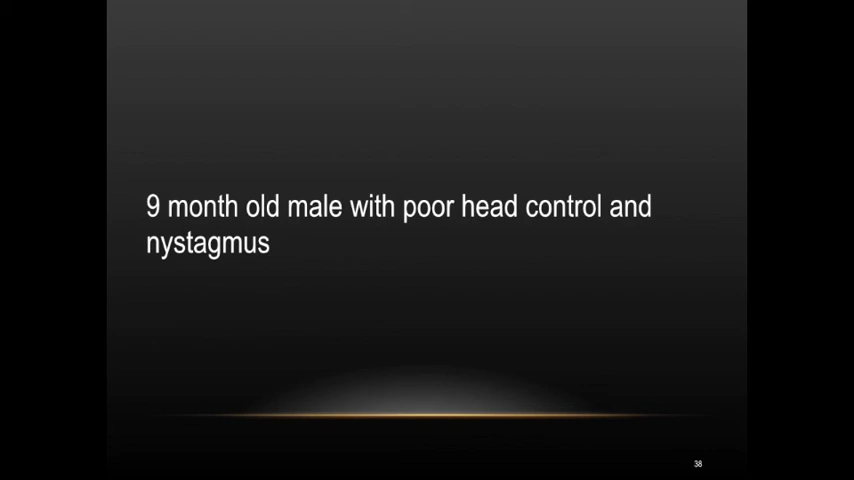 9 month old male with poor head control and
nystagmus
38